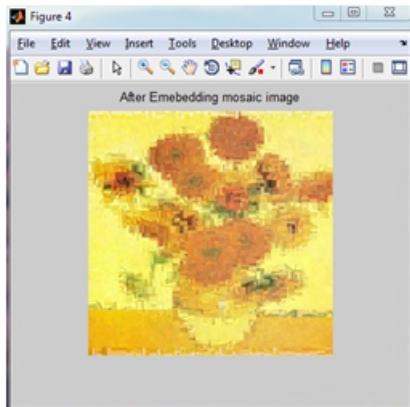 Figure 4
File Edit View Insert Tools Desktop Window Help
After Emebedding mosaic image